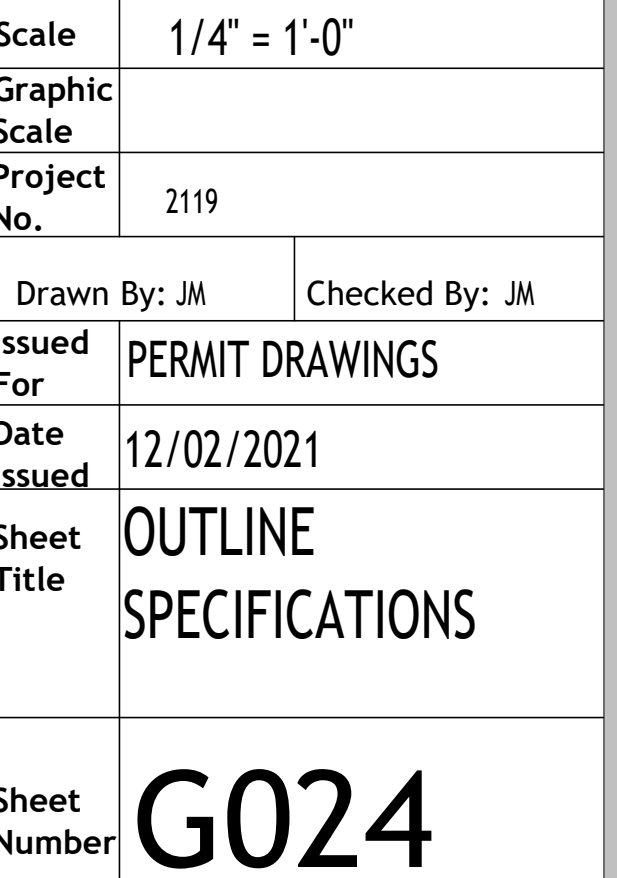 Scale 1/4" = 1'-0"
Graphic
Scale
Project
No. 2119
Drawn By: JM Checked By: JM
Issued
For PERMIT DRAWINGS
Date
Issued 12/02/2021
Sheet
Title OUTLINE
SPECIFICATIONS
Sheet
Number G024